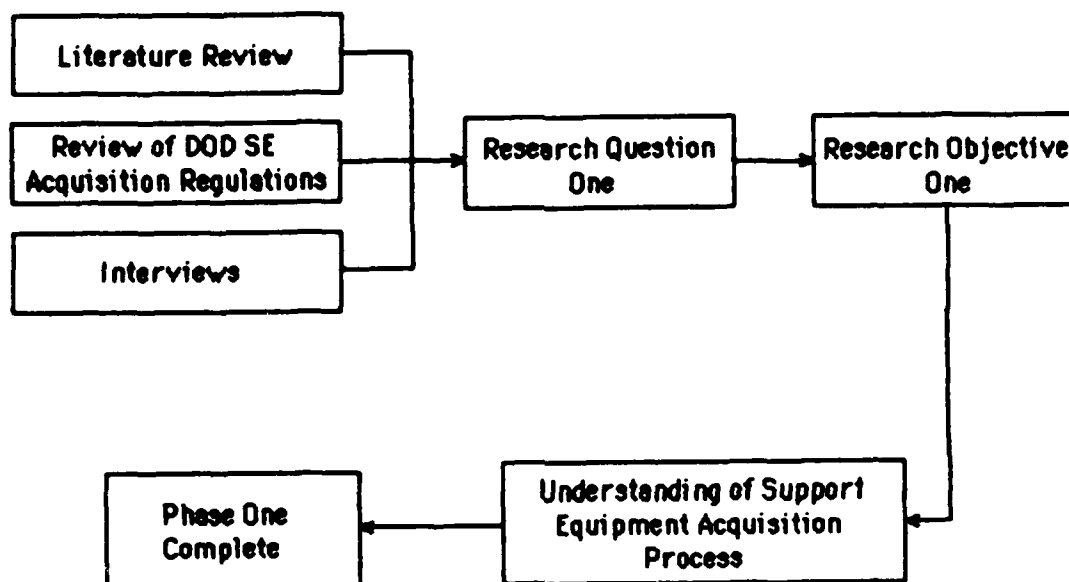 Literature Review
Review of DOD SE
Acquisition Regulations
Interviews
Research Question
One
Research Objective
One
Understanding of Support
Equipment Acquisition
Process
Phase One
Complete